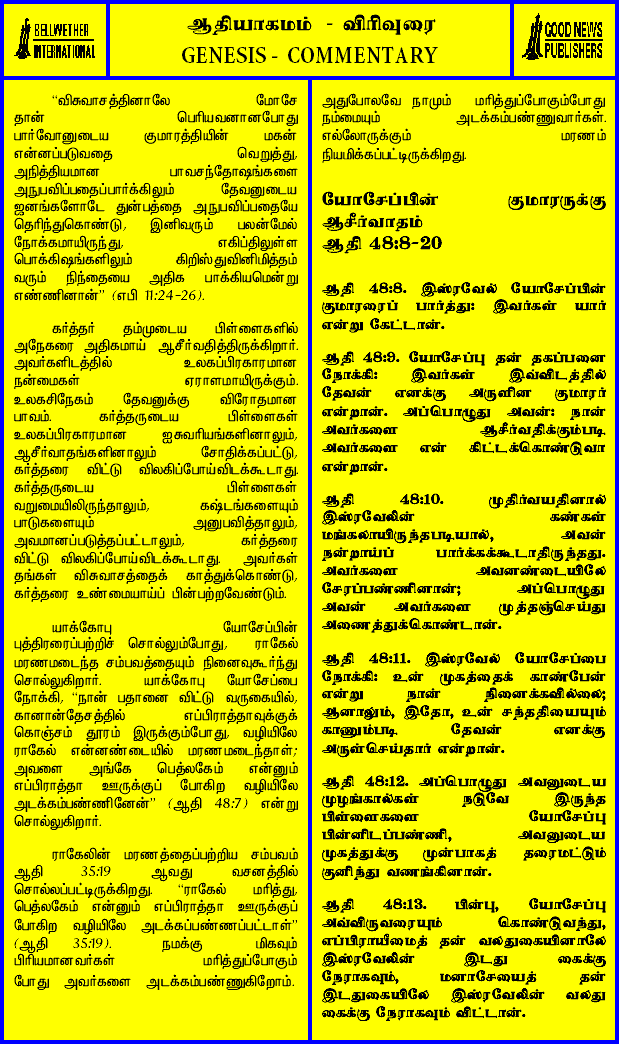 BELLWETHER
INTERNATIONAL
ஆதியாகமம் - விரிவுரை
GENESIS - COMMENTARY
GOOD NEWS
PUBLISHERS
“விசுவாசத்தினாலே மோசே
தான் பெரியவனானபோது
பார்வோனுடைய குமாரத்தியின் மகன்
என்னப்படுவதை வெறுத்து,
அநித்தியமான பாவசந்தோஷங்களை
அநுபவிப்பதைப்பார்க்கிலும் தேவனுடைய
ஜனங்களோடே துன்பத்தை அநுபவிப்பதையே
தெரிந்துகொண்டு, இனிவரும் பலன்மேல்
நோக்கமாயிருந்து, எகிப்திலுள்ள
பொக்கிஷங்களிலும் கிறிஸ்துவினிமித்தம்
வரும் நிந்தையை அதிக பாக்கியமென்று
எண்ணினான்” (எபி 11:24-26).
கர்த்தர் தம்முடைய பிள்ளைகளில்
அநேகரை அதிகமாய் ஆசீர்வதித்திருக்கிறார்.
அவர்களிடத்தில் உலகப்பிரகாரமான
நன்மைகள் ஏராளமாயிருக்கும்.
உலகசிநேகம் தேவனுக்கு விரோதமான
பாவம். கர்த்தருடைய பிள்ளைகள்
உலகப்பிரகாரமான ஐசுவரியங்களினாலும்,
ஆசீர்வாதங்களினாலும் சோதிக்கப்பட்டு,
கர்த்தரை விட்டு விலகிப்போய்விடக்கூடாது.
கர்த்தருடைய பிள்ளைகள்
வறுமையிலிருந்தாலும், கஷ்டங்களையும்
பாடுகளையும் அனுபவித்தாலும்,
அவமானப்படுத்தப்பட்டாலும், கர்த்தரை
விட்டு விலகிப்போய்விடக்கூடாது. அவர்கள்
தங்கள் விசுவாசத்தைக் காத்துக்கொண்டு,
கர்த்தரை உண்மையாய்ப் பின்பற்றவேண்டும்.
யாக்கோபு யோசேப்பின்
புத்திரரைப்பற்றிச் சொல்லும்போது, ராகேல்
மரணமடைந்த சம்பவத்தையும் நினைவுகூர்ந்து
சொல்லுகிறார். யாக்கோபு யோசேப்பை
நோக்கி, “நான் பதானை விட்டு வருகையில்,
கானான்தேசத்தில் எப்பிராத்தாவுக்குக்
கொஞ்சம் தூரம் இருக்கும்போது, வழியிலே
ராகேல் என்னண்டையில் மரணமடைந்தாள்;
அவளை அங்கே பெத்லகேம் என்னும்
எப்பிராத்தா ஊருக்குப் போகிற வழியிலே
அடக்கம்பண்ணினேன்” (ஆதி 48:7) என்று
சொல்லுகிறார்.
ராகேலின் மரணத்தைப்பற்றிய சம்பவம்
ஆதி 35:19 ஆவது வசனத்தில்
சொல்லப்பட்டிருக்கிறது. “ராகேல் மரித்து,
பெத்லகேம் என்னும் எப்பிராத்தா ஊருக்குப்
போகிற வழியிலே அடக்கப்பண்ணப்பட்டாள்”
(ஆதி 35:19). நமக்கு மிகவும்
பிரியமானவர்கள் மரித்துப்போகும்
போது அவர்களை அடக்கம்பண்ணுகிறோம்.
அதுபோலவே நாமும் மரித்துப்போகும்போது
நம்மையும் அடக்கம்பண்ணுவார்கள்.
எல்லோருக்கும் மரணம்
நியமிக்கப்பட்டிருக்கிறது.
யோசேப்பின் குமாரருக்கு
ஆசீர்வாதம்
ஆதி 48:8-20
ஆதி 48:8. இஸ்ரவேல் யோசேப்பின்
குமாரரைப் பார்த்து: இவர்கள் யார்
என்று கேட்டான்.
ஆதி 48:9. யோசேப்பு தன் தகப்பனை
நோக்கி: இவர்கள் இவ்விடத்தில்
தேவன் எனக்கு அருளின குமாரர்
என்றான். அப்பொழுது அவன்: நான்
அவர்களை ஆசீர்வதிக்கும்படி
அவர்களை என் கிட்டக்கொண்டுவா
என்றான்.
ஆதி 48:10. முதிர்வயதினால்
இஸ்ரவேலின் கண்கள்
மங்கலாயிருந்தபடியால், அவன்
நன்றாய்ப் பார்க்கக்கூடாதிருந்தது.
அவர்களை அவனண்டையிலே
சேரப்பண்ணினான்; அப்பொழுது
அவன் அவர்களை முத்தஞ்செய்து
அணைத்துக்கொண்டான்.
ஆதி 48:11. இஸ்ரவேல் யோசேப்பை
நோக்கி: உன் முகத்தைக் காண்பேன்
என்று நான் நினைக்கவில்லை;
ஆனாலும், இதோ, உன் சந்ததியையும்
காணும்படி தேவன் எனக்கு
அருள்செய்தார் என்றான்.
ஆதி 48:12. அப்பொழுது அவனுடைய
முழங்கால்கள் நடுவே இருந்த
பிள்ளைகளை யோசேப்பு
பின்னிடப்பண்ணி, அவனுடைய
முகத்துக்கு முன்பாகத் தரைமட்டும்
குனிந்து வணங்கினான்.
ஆதி 48:13. பின்பு, யோசேப்பு
அவ்விருவரையும் கொண்டுவந்து,
எப்பிராயீமைத் தன் வலதுகையினாலே
இஸ்ரவேலின் இடது கைக்கு
நேராகவும், மனாசேயைத் தன்
இடதுகையிலே இஸ்ரவேலின் வலது
கைக்கு நேராகவும் விட்டான்.